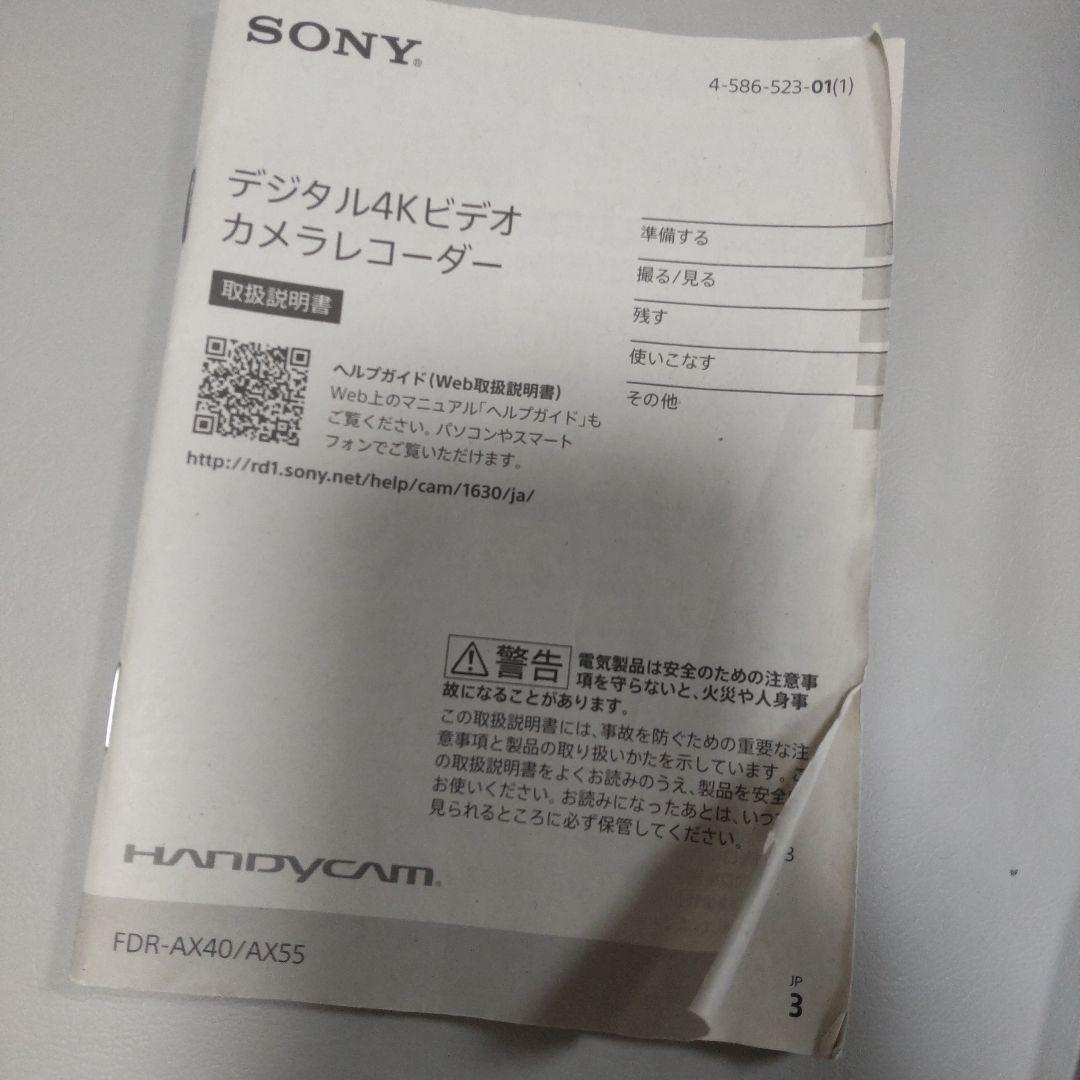 SONY®
4-586-523-01(1)
デジタル4Kビデオ
カメラレコーダー
取扱説明書
準備する
撮る/見る
残す
使いこなす
その他
ヘルプガイド(Web取扱説明書)
Web上のマニュアル「ヘルプガイド」も
ご覧ください。パソコンやスマート
フォンでご覧いただけます。
http://rd1.sony.net/help/cam/1630/ja/
警告
電気製品は安全のための注意事
項を守らないと、火災や人身事
故になることがあります。
この取扱説明書には、事故を防ぐための重要な注
意事項と製品の取り扱いかたを示しています。こ
の取扱説明書をよくお読みのうえ、製品を安全
お使いください。お読みになったあとは、いつ
見られるところに必ず保管してください。
3
HANDYCAM®
FDR-AX40/AX55
JP
3